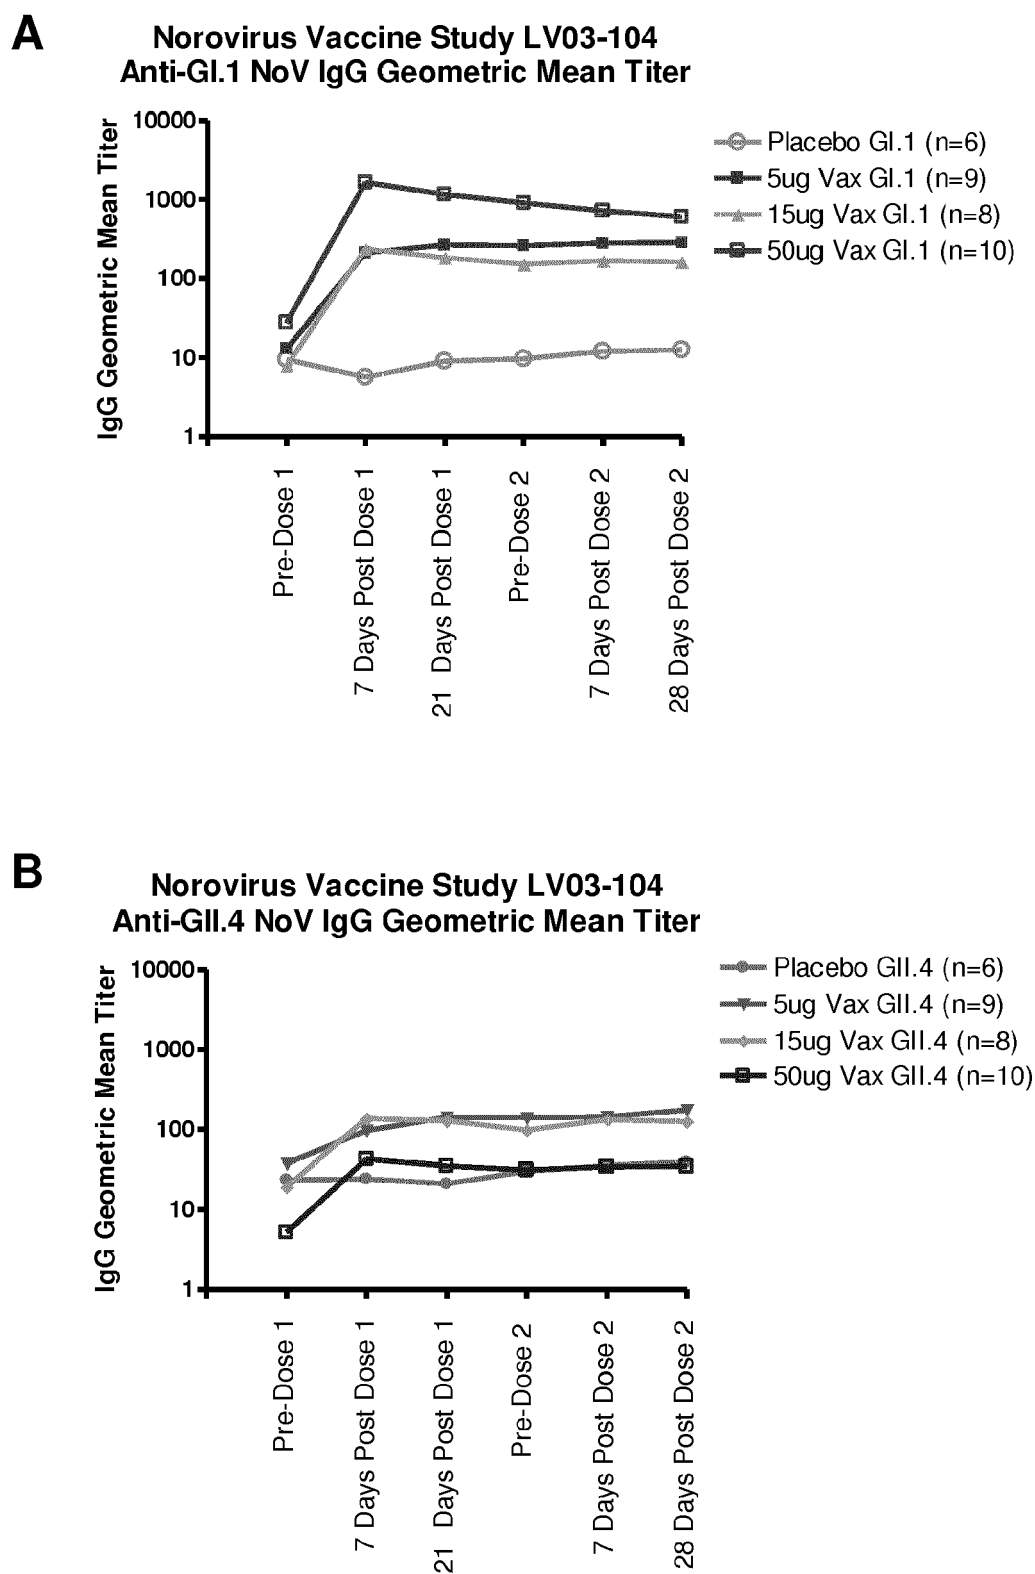 A
Norovirus Vaccine Study LV03-104
Anti-GI.1 NoV IgG Geometric Mean Titer
IgG Geometric Mean Titer
10000
1000
100
10
1
Placebo GI.1 (n=6)
5ug Vax GI.1 (n=9)
15ug Vax GI.1 (n=8)
50ug Vax GI.1 (n=10)
Pre-Dose 1
7 Days Post Dose 1
21 Days Post Dose 1
Pre-Dose 2
7 Days Post Dose 2
28 Days Post Dose 2
B
Norovirus Vaccine Study LV03-104
Anti-GII.4 NoV IgG Geometric Mean Titer
IgG Geometric Mean Titer
10000
1000
100
10
1
Placebo GII.4 (n=6)
5ug Vax GII.4 (n=9)
15ug Vax GII.4 (n=8)
50ug Vax GII.4 (n=10)
Pre-Dose 1
7 Days Post Dose 1
21 Days Post Dose 1
Pre-Dose 2
7 Days Post Dose 2
28 Days Post Dose 2